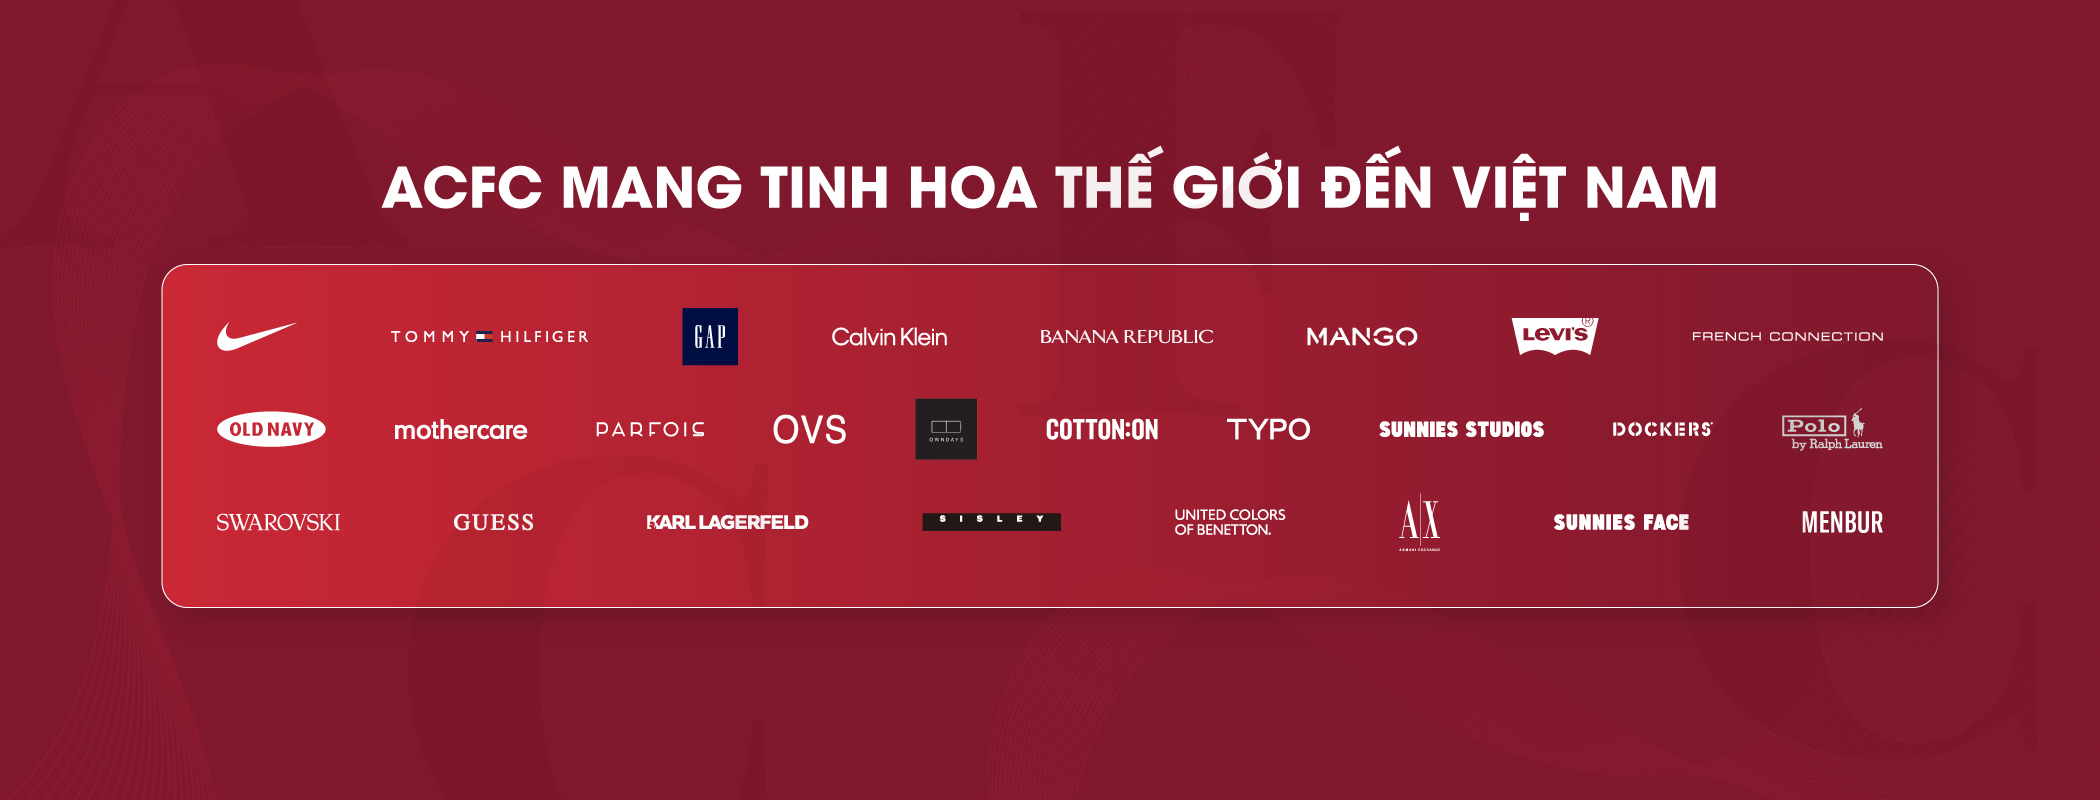 ACFC MANG TINH HOA THẾ GIỚI ĐẾN VIỆT NAM
TOMMY HILFIGER GAP Calvin Klein BANANA REPUBLIC MANGO LEVI'S® FRENCH CONNECTION
OLD NAVY mothercare PARFOIS OVS OWNDAYS COTTON:ON TYPO SUNNIES STUDIOS DOCKERS® Polo by Ralph Lauren
SWAROVSKI GUESS KARL LAGERFELD SISLEY UNITED COLORS OF BENETTON. A|X ARMANI EXCHANGE SUNNIES FACE MENBUR